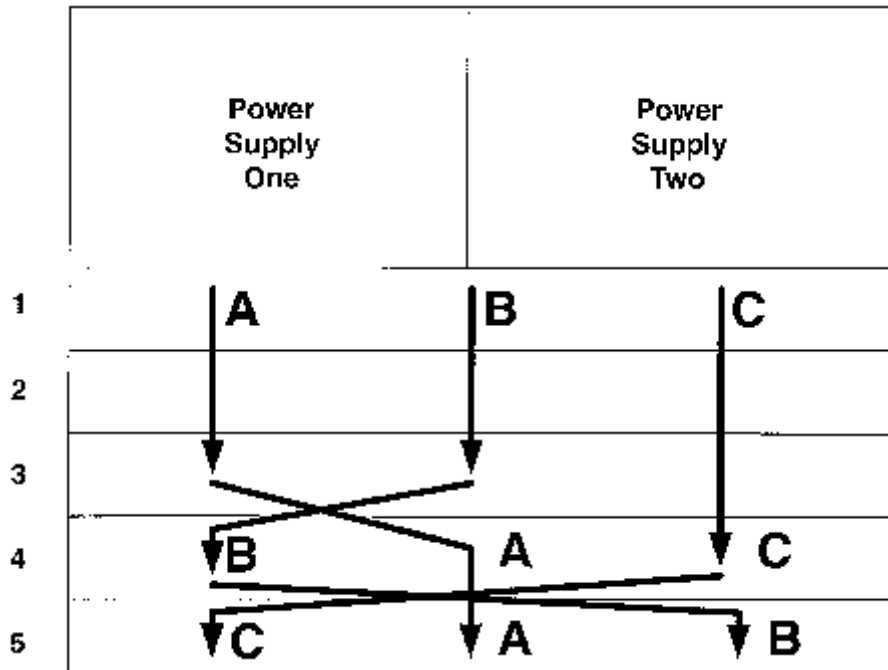 Power
Supply
One
Power
Supply
Two
1 A B C
2
3
4 B A C
5 C A B